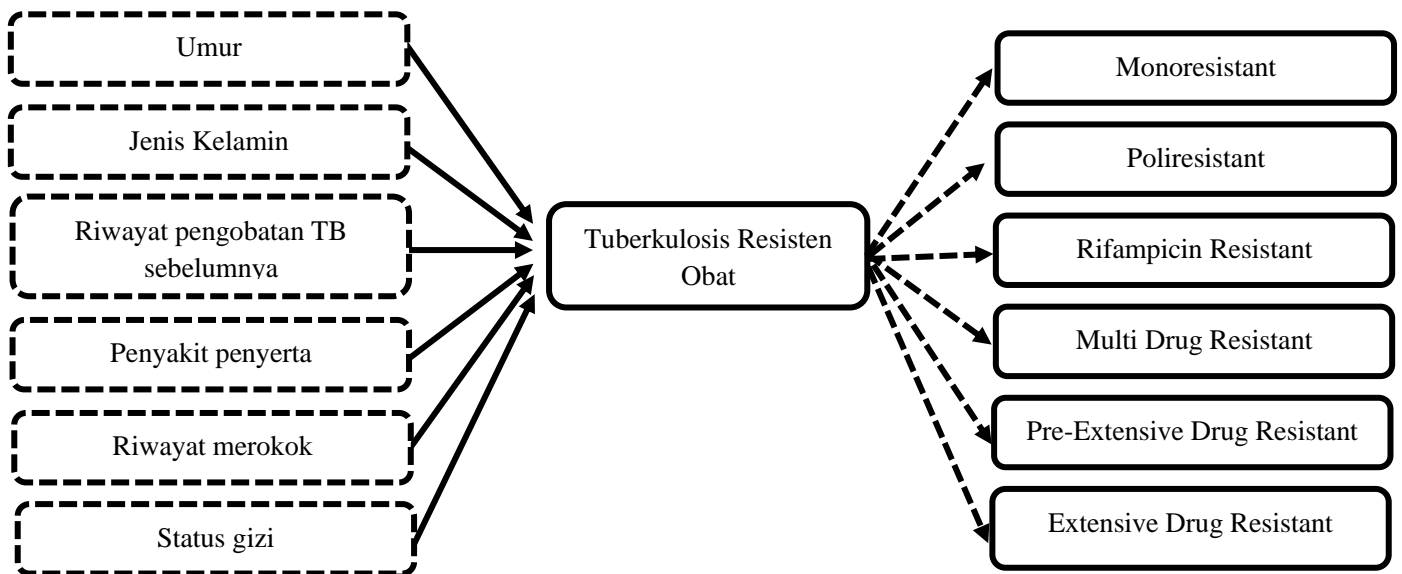 Umur
Jenis Kelamin
Riwayat pengobatan TB
sebelumnya
Penyakit penyerta
Riwayat merokok
Status gizi
Tuberkulosis Resisten
Obat
Monoresistant
Poliresistant
Rifampicin Resistant
Multi Drug Resistant
Pre-Extensive Drug Resistant
Extensive Drug Resistant